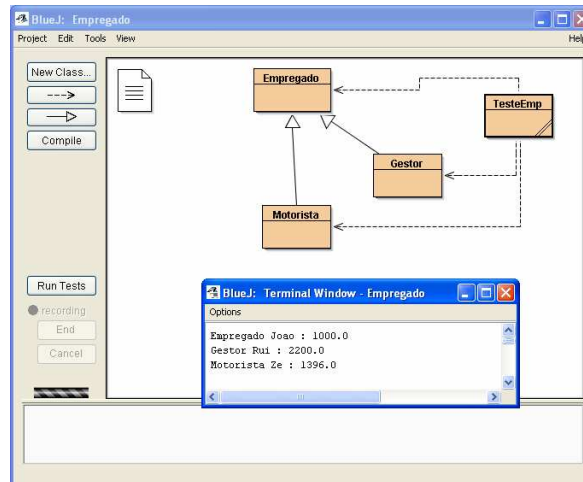 BlueJ: Empregado
Project Edit Tools View Help
New Class...
Compile
Empregado
TesteEmp
Gestor
Motorista
Run Tests
recording
End
Cancel
BlueJ: Terminal Window - Empregado
Options
Empregado Joao : 1000.0
Gestor Rui : 2200.0
Motorista Ze : 1396.0